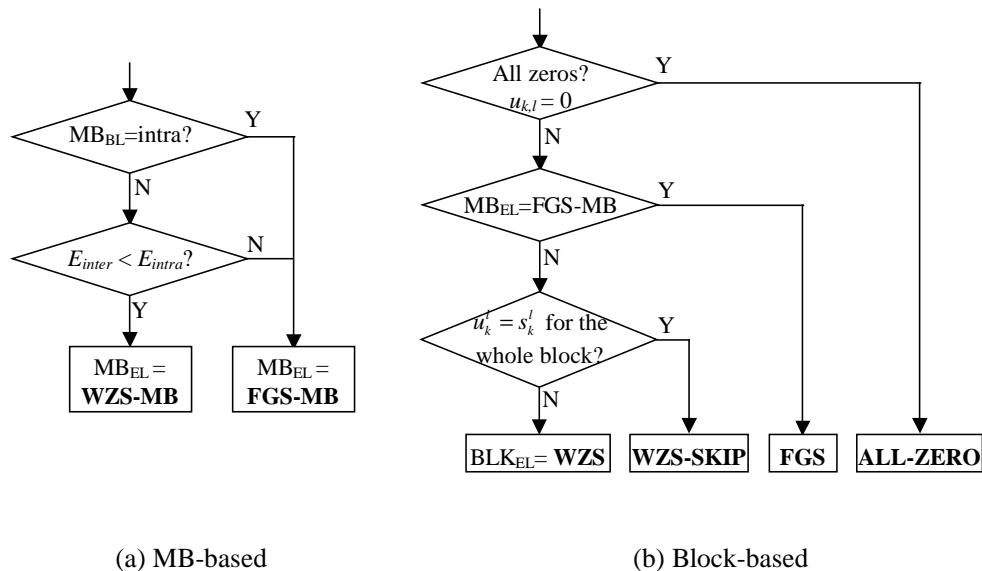 MB_BL=intra?
Y
N
E_inter < E_intra?
N
Y
MB_EL =
WZS-MB
MB_EL =
FGS-MB
(a) MB-based
All zeros?
u_k,l = 0
Y
N
MB_EL=FGS-MB
Y
N
u_k^l = s_k^l for the
whole block?
Y
N
BLK_EL= WZS
WZS-SKIP
FGS
ALL-ZERO
(b) Block-based